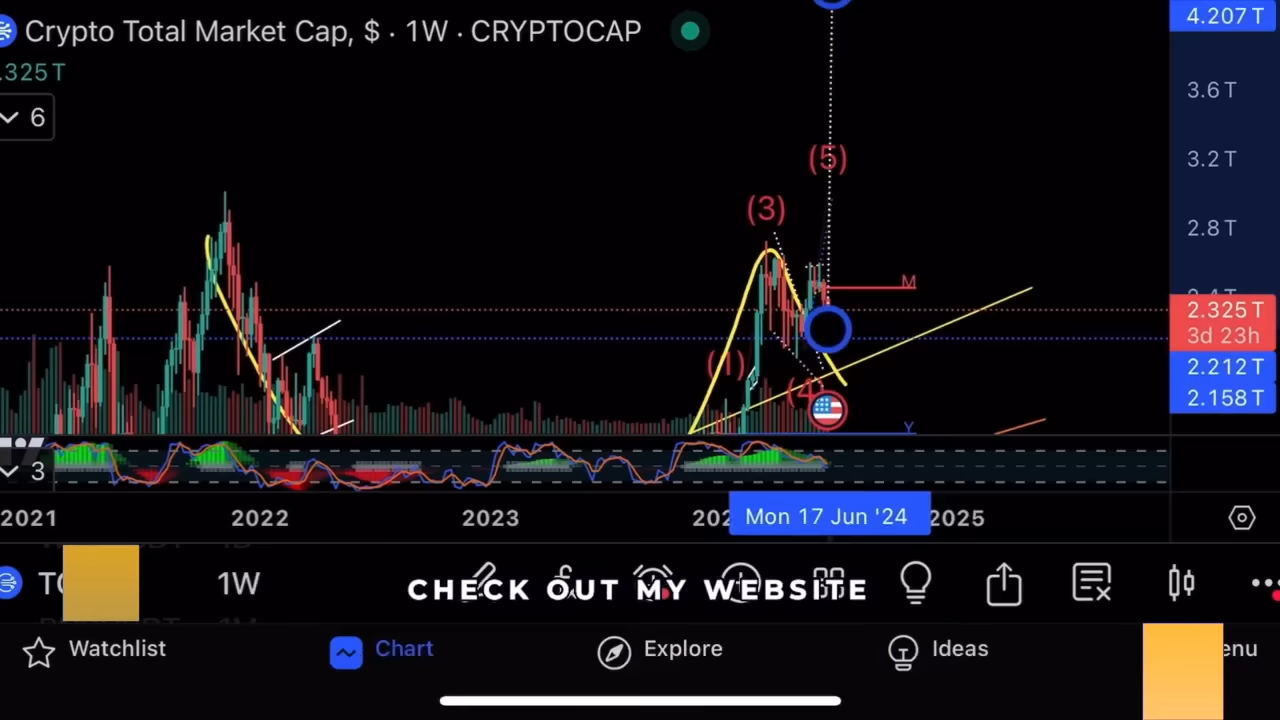 Crypto Total Market Cap, $ · 1W · CRYPTOCAP
4.207 T
.325 T
6
3.6 T
3.2 T
2.8 T
(5)
(3)
M
2.325 T
3d 23h
2.212 T
2.158 T
(1)
(4
Y
3
2021
2022
2023
202
Mon 17 Jun '24
2025
1W
CHECK OUT MY WEBSITE
Watchlist
Chart
Explore
Ideas
enu